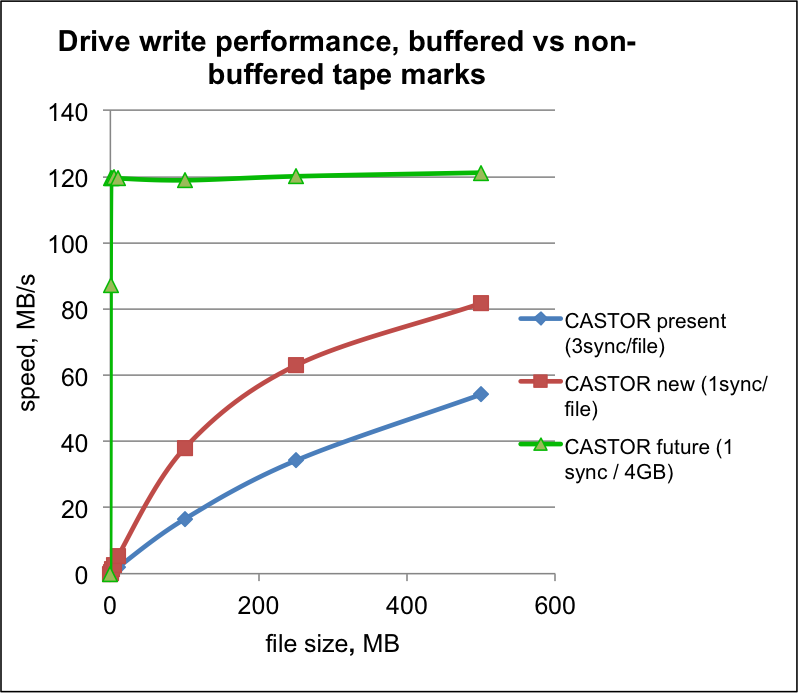 Drive write performance, buffered vs non-
buffered tape marks
140
120
100
80
60
40
20
0
speed, MB/s
0 200 400 600
file size, MB
CASTOR present
(3sync/file)
CASTOR new (1sync/
file)
CASTOR future (1
sync / 4GB)